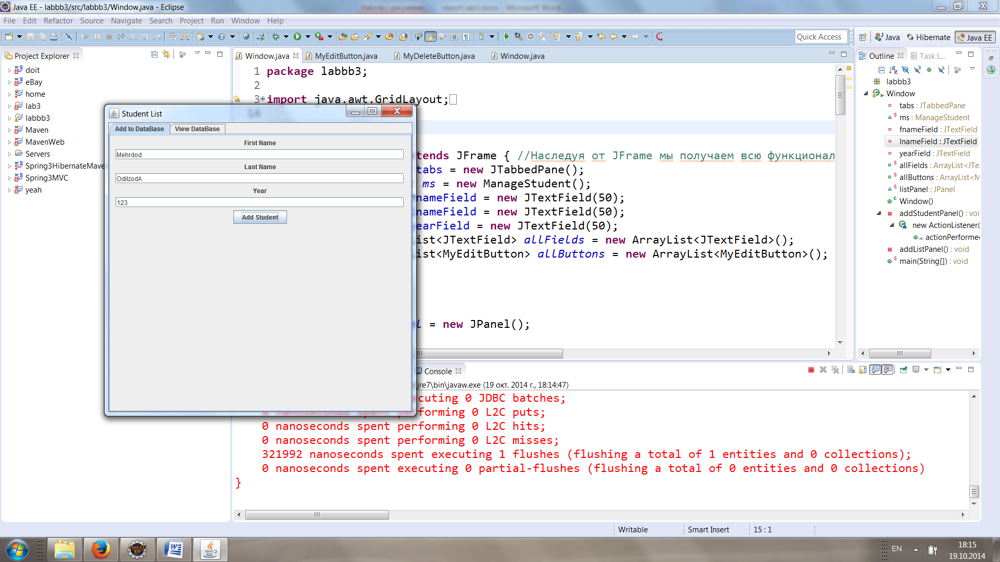 Java EE - labbb3/src/labbb3/Window.java - Eclipse
File Edit Refactor Source Navigate Search Project Run Window Help
Quick Access
Java
Hibernate
Java EE
Project Explorer
doit
eBay
home
lab3
labbb3
Maven
MavenWeb
Servers
Spring3HibernateMave
Spring3MVC
yeah
Window.java MyEditButton.java MyDeleteButton.java Window.java
1 package labbb3;
2
3 import java.awt.GridLayout;
14
tends JFrame { //Наследуя от JFrame мы получаем всю функционал
tabs = new JTabbedPane();
ms = new ManageStudent();
nameField = new JTextField(50);
nameField = new JTextField(50);
earField = new JTextField(50);
ist<JTextField> allFields = new ArrayList<JTextField>();
ist<MyEditButton> allButtons = new ArrayList<MyEditButton>();
l = new JPanel();
Student List
Add to DataBase View DataBase
First Name
Mehrdod
Last Name
OdilzodA
Year
123
Add Student
Outline Task L...
labbb3
Window
tabs : JTabbedPane
ms : ManageStudent
fnameField : JTextField
lnameField : JTextField
yearField : JTextField
allFields : ArrayList<JTe
allButtons : ArrayList<M
listPanel : JPanel
Window()
addStudentPanel() : voi
new ActionListener(
actionPerforme
addListPanel() : void
main(String[]) : void
Console
jre7\bin\javaw.exe (19 окт. 2014 г., 18:14:47)
cuting 0 JDBC batches;
forming 0 L2C puts;
0 nanoseconds spent performing 0 L2C hits;
0 nanoseconds spent performing 0 L2C misses;
321992 nanoseconds spent executing 1 flushes (flushing a total of 1 entities and 0 collections);
0 nanoseconds spent executing 0 partial-flushes (flushing a total of 0 entities and 0 collections)
}
Writable
Smart Insert
15 : 1
EN
18:15
19.10.2014